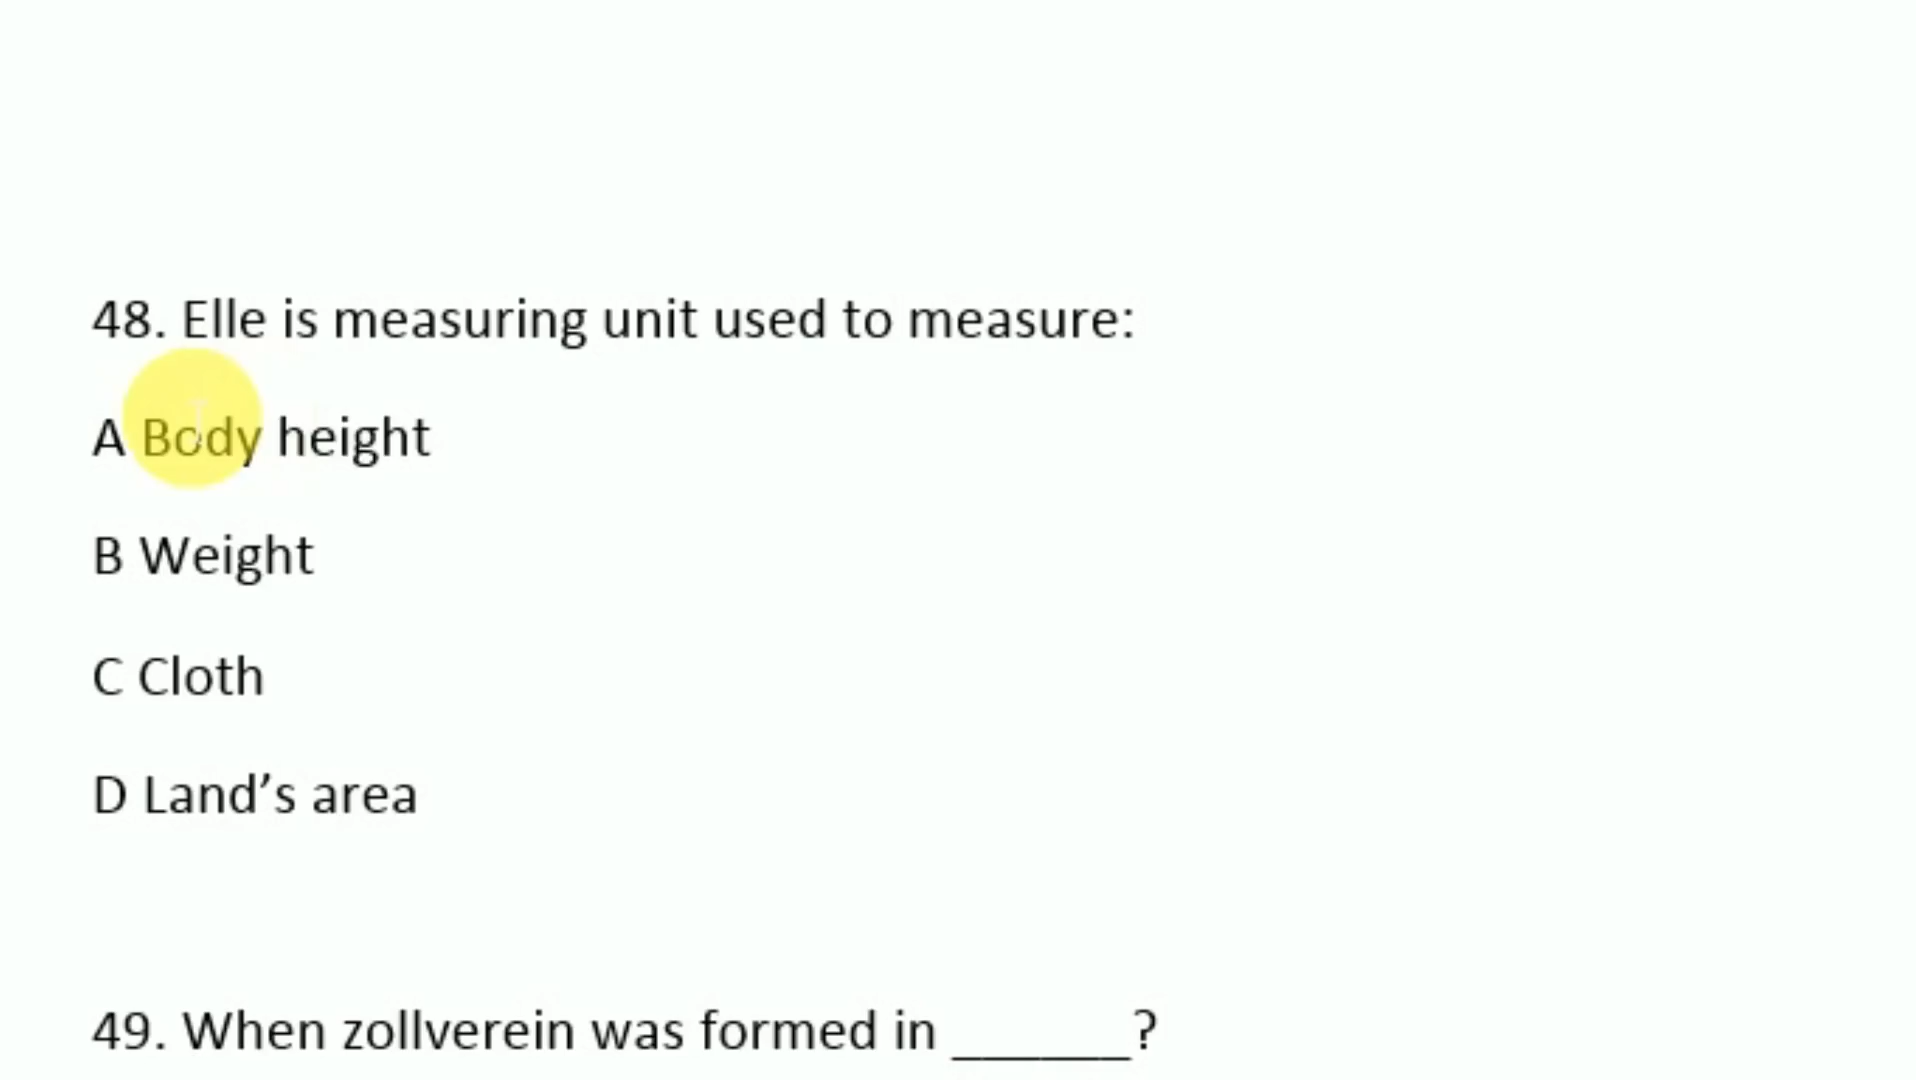 48. Elle is measuring unit used to measure:
A Body height
B Weight
C Cloth
D Land’s area
49. When zollverein was formed in ______?